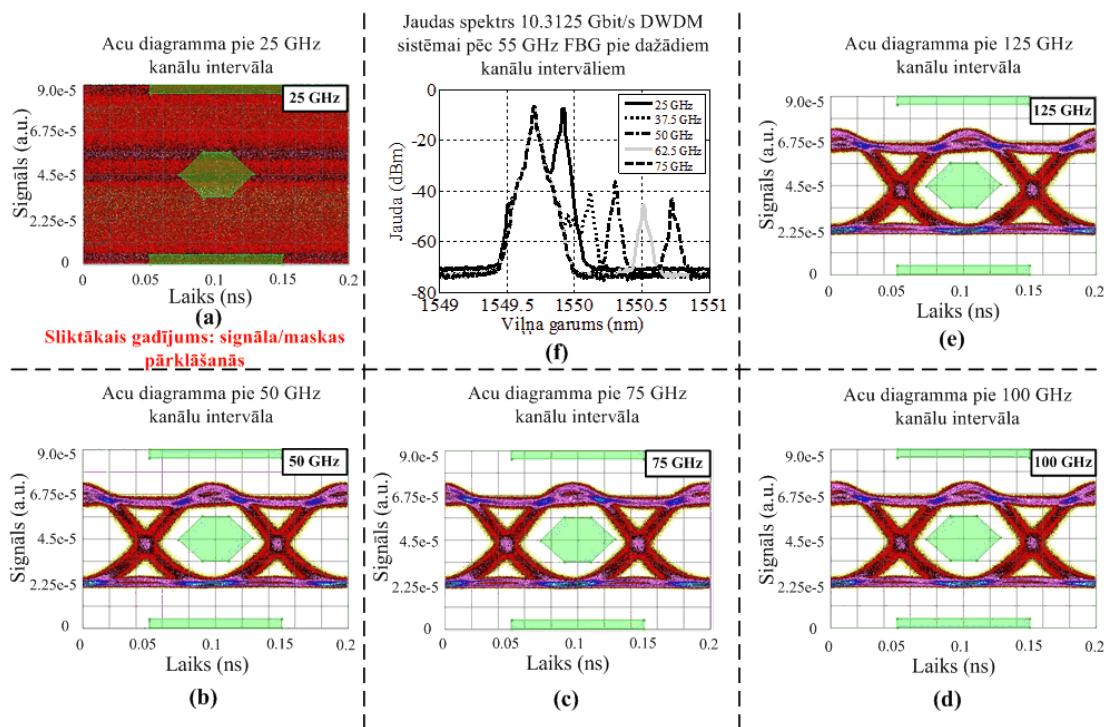 Acu diagramma pie 25 GHz
kanālu intervāla
25 GHz
Signāls (a.u.)
9.0e-5
6.75e-5
4.5e-5
2.25e-5
0
0 0.05 0.1 0.15 0.2
Laiks (ns)
(a)
Sliktākais gadījums: signāla/maskas
pārklāšanās
Jaudas spektrs 10.3125 Gbit/s DWDM
sistēmai pēc 55 GHz FBG pie dažādiem
kanālu intervāliem
25 GHz
37.5 GHz
50 GHz
62.5 GHz
75 GHz
Jauda (dBm)
0
-20
-40
-60
-80
1549 1549.5 1550 1550.5 1551
Viļņa garums (nm)
(f)
Acu diagramma pie 125 GHz
kanālu intervāla
125 GHz
Signāls (a.u.)
9.0e-5
6.75e-5
4.5e-5
2.25e-5
0
0 0.05 0.1 0.15 0.2
Laiks (ns)
(e)
Acu diagramma pie 50 GHz
kanālu intervāla
50 GHz
Signāls (a.u.)
9.0e-5
6.75e-5
4.5e-5
2.25e-5
0
0 0.05 0.1 0.15 0.2
Laiks (ns)
(b)
Acu diagramma pie 75 GHz
kanālu intervāla
75 GHz
Signāls (a.u.)
9.0e-5
6.75e-5
4.5e-5
2.25e-5
0
0 0.05 0.1 0.15 0.2
Laiks (ns)
(c)
Acu diagramma pie 100 GHz
kanālu intervāla
100 GHz
Signāls (a.u.)
9.0e-5
6.75e-5
4.5e-5
2.25e-5
0
0 0.05 0.1 0.15 0.2
Laiks (ns)
(d)